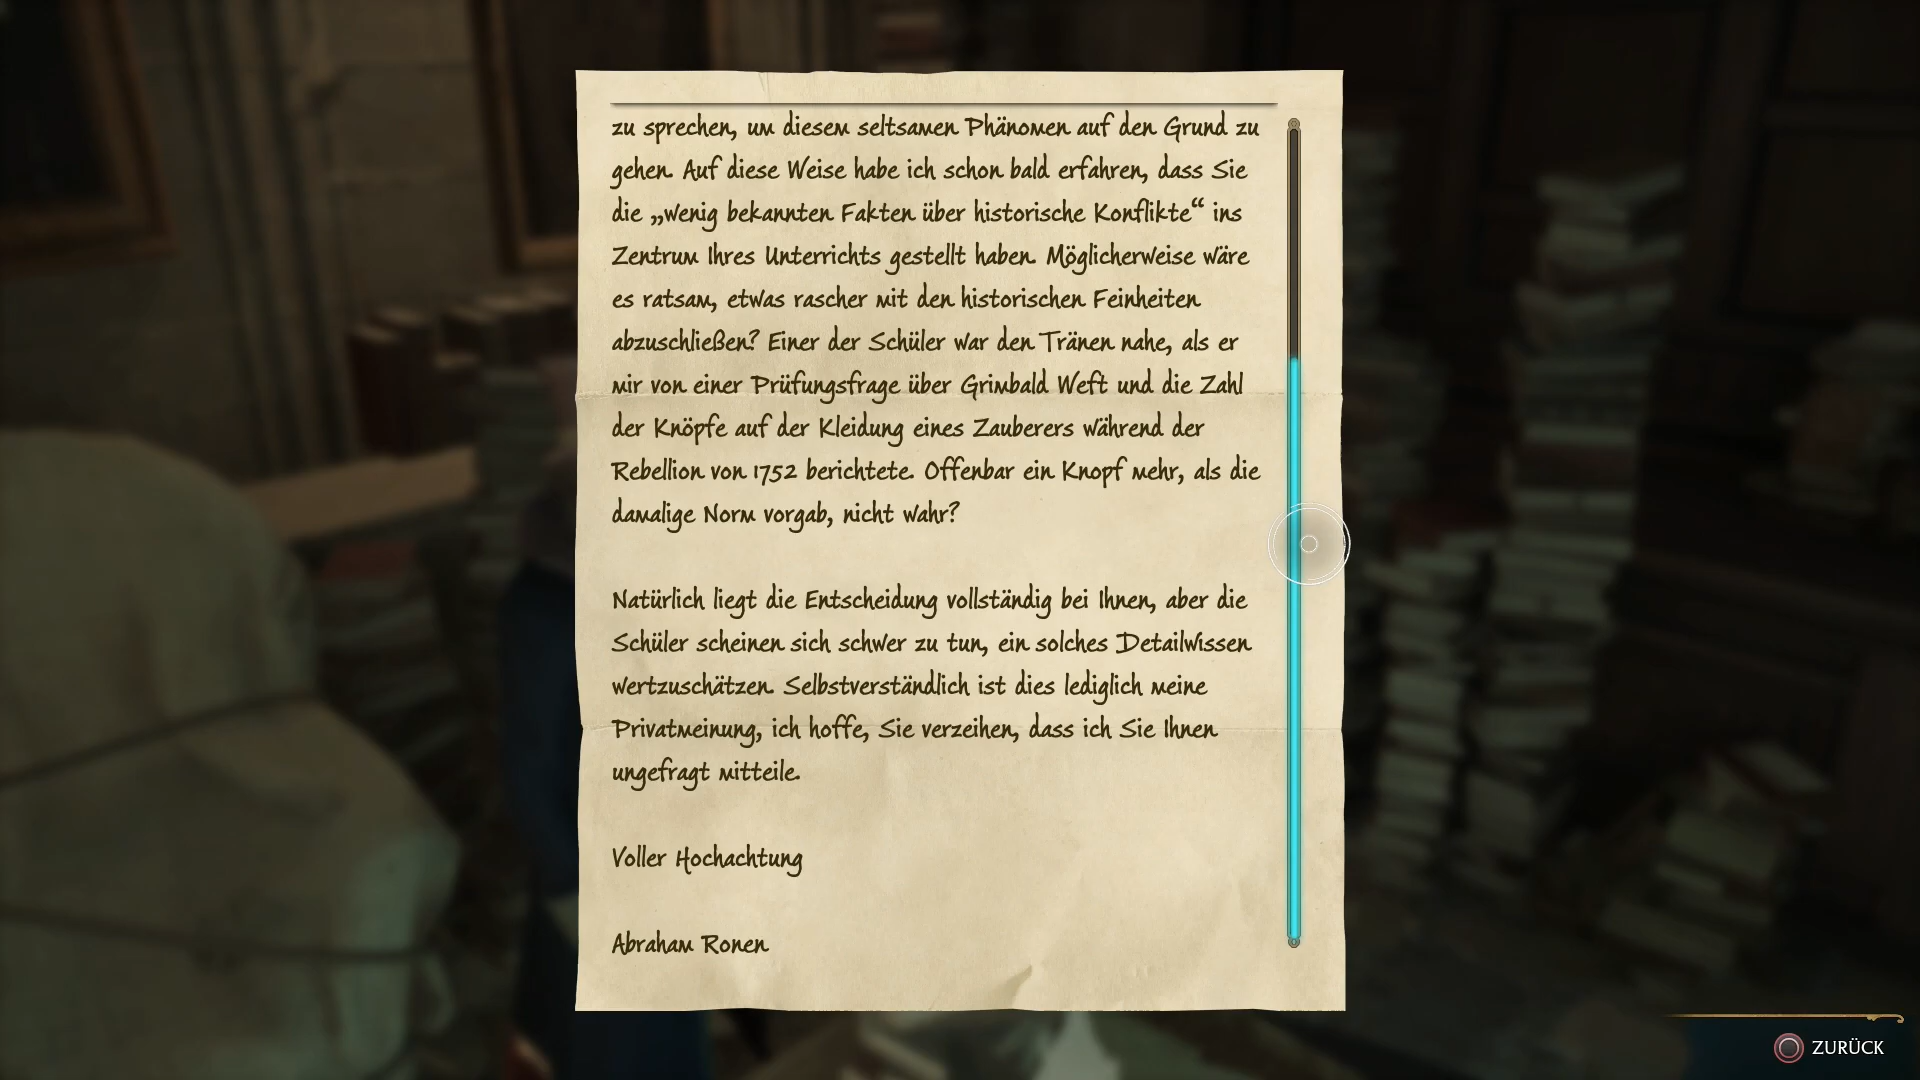 zu sprechen, um diesem seltsamen Phänomen auf den Grund zu
gehen. Auf diese Weise habe ich schon bald erfahren, dass Sie
die „wenig bekannten Fakten über historische Konflikte“ ins
Zentrum Ihres Unterrichts gestellt haben. Möglicherweise wäre
es ratsam, etwas rascher mit den historischen Feinheiten
abzuschließen? Einer der Schüler war den Tränen nahe, als er
mir von einer Prüfungsfrage über Grimbald Weft und die Zahl
der Knöpfe auf der Kleidung eines Zauberers während der
Rebellion von 1752 berichtete. Offenbar ein Knopf mehr, als die
damalige Norm vorgab, nicht wahr?
Natürlich liegt die Entscheidung vollständig bei Ihnen, aber die
Schüler scheinen sich schwer zu tun, ein solches Detailwissen
wertzuschätzen. Selbstverständlich ist dies lediglich meine
Privatmeinung, ich hoffe, Sie verzeihen, dass ich Sie Ihnen
ungefragt mitteile.
Voller Hochachtung
Abraham Ronen
ZURÜCK